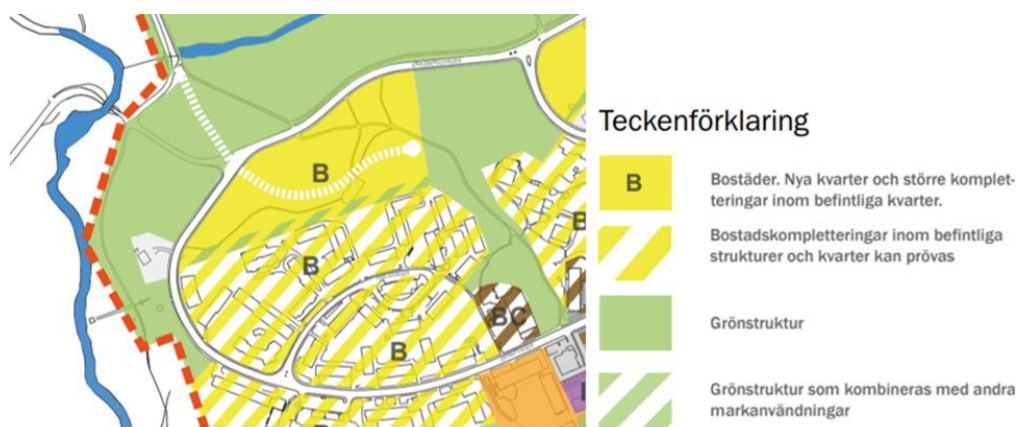 B
B
B
B
BC
Teckenförklaring
B
Bostäder. Nya kvarter och större komplet-
teringar inom befintliga kvarter.
Bostadskompletteringar inom befintliga
strukturer och kvarter kan prövas
Grönstruktur
Grönstruktur som kombineras med andra
markanvändningar